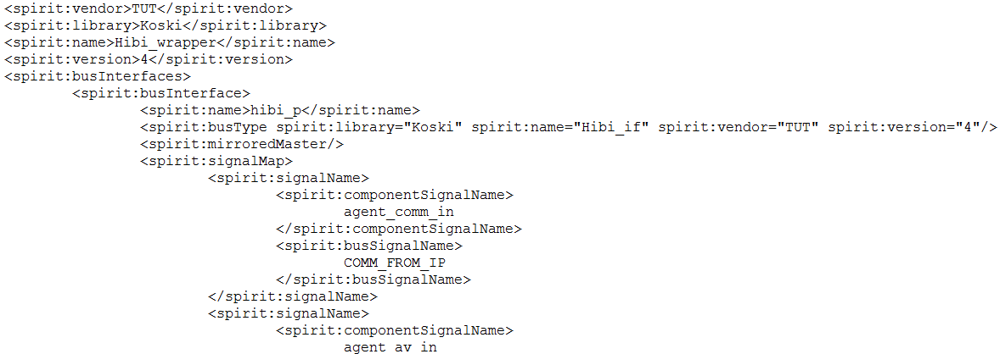 <spirit:vendor>TUT</spirit:vendor>
<spirit:library>Koski</spirit:library>
<spirit:name>Hibi_wrapper</spirit:name>
<spirit:version>4</spirit:version>
<spirit:busInterfaces>
<spirit:busInterface>
<spirit:name>hibi_p</spirit:name>
<spirit:busType spirit:library="Koski" spirit:name="Hibi_if" spirit:vendor="TUT" spirit:version="4"/>
<spirit:mirroredMaster/>
<spirit:signalMap>
<spirit:signalName>
<spirit:componentSignalName>
agent_comm_in
</spirit:componentSignalName>
<spirit:busSignalName>
COMM_FROM_IP
</spirit:busSignalName>
</spirit:signalName>
<spirit:signalName>
<spirit:componentSignalName>
agent_av_in